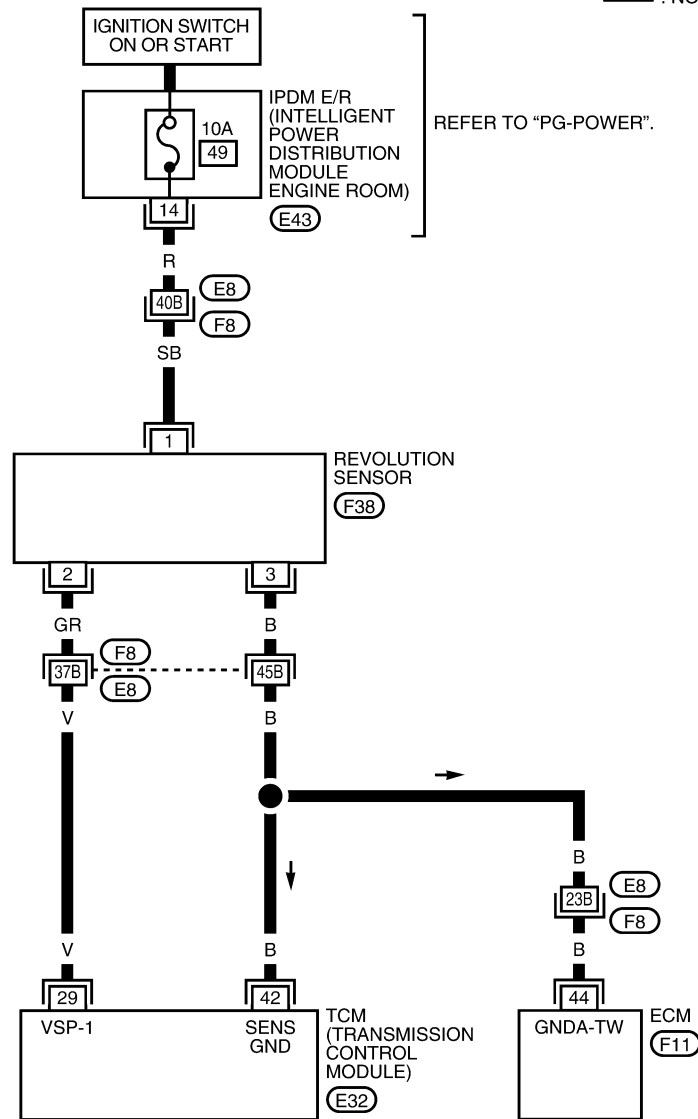 : NO
IGNITION SWITCH
ON OR START
IPDM E/R
(INTELLIGENT
POWER
DISTRIBUTION
MODULE
ENGINE ROOM)
10A
49
REFER TO “PG-POWER”.
14
E43
R
40B
E8
F8
SB
1
REVOLUTION
SENSOR
F38
2
3
GR
B
37B
F8
E8
45B
V
B
B
23B
E8
F8
V
B
B
29
42
44
VSP-1
SENS
GND
TCM
(TRANSMISSION
CONTROL
MODULE)
E32
GNDA-TW
ECM
F11